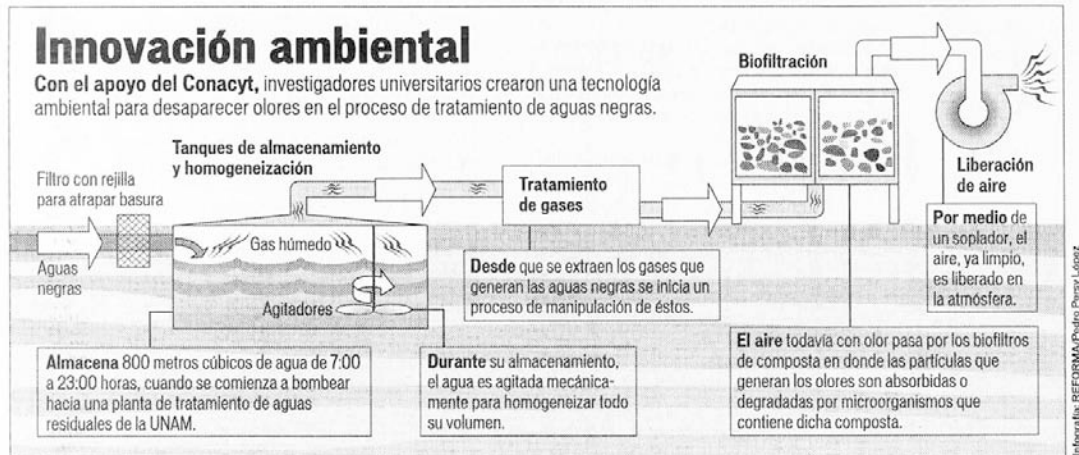 Innovación ambiental
Con el apoyo del Conacyt, investigadores universitarios crearon una tecnología
ambiental para desaparecer olores en el proceso de tratamiento de aguas negras.
Filtro con rejilla
para atrapar basura
Aguas
negras
Tanques de almacenamiento
y homogeneización
Gas húmedo
Agitadores
Almacena 800 metros cúbicos de agua de 7:00
a 23:00 horas, cuando se comienza a bombear
hacia una planta de tratamiento de aguas
residuales de la UNAM.
Durante su almacenamiento,
el agua es agitada mecánica-
mente para homogeneizar todo
su volumen.
Tratamiento
de gases
Desde que se extraen los gases que
generan las aguas negras se inicia un
proceso de manipulación de éstos.
Biofiltración
El aire todavía con olor pasa por los biofiltros
de composta en donde las partículas que
generan los olores son absorbidas o
degradadas por microorganismos que
contiene dicha composta.
Liberación
de aire
Por medio de
un soplador, el
aire, ya limpio,
es liberado en
la atmósfera.
Infografía: REFORMA/Pedro Persy López